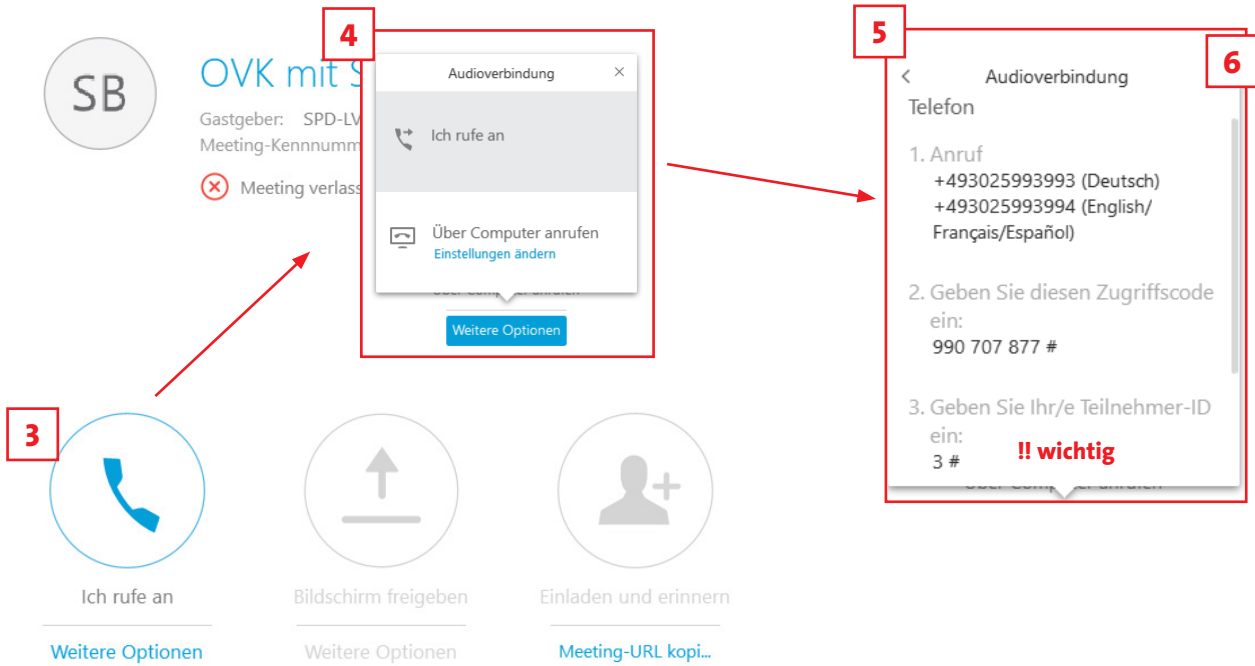 4
5
6
SB
OVK mit S
Gastgeber: SPD-LV
Meeting-Kennnumm
Meeting verlass
Audioverbindung
Ich rufe an
Über Computer anrufen
Einstellungen ändern
Weitere Optionen
Audioverbindung
Telefon
1. Anruf
+493025993993 (Deutsch)
+493025993994 (English/
Français/Español)
2. Geben Sie diesen Zugriffscode
ein:
990 707 877 #
3. Geben Sie Ihr/e Teilnehmer-ID
ein:
3 #
!! wichtig
3
Ich rufe an
Weitere Optionen
Bildschirm freigeben
Weitere Optionen
Einladen und erinnern
Meeting-URL kopi...